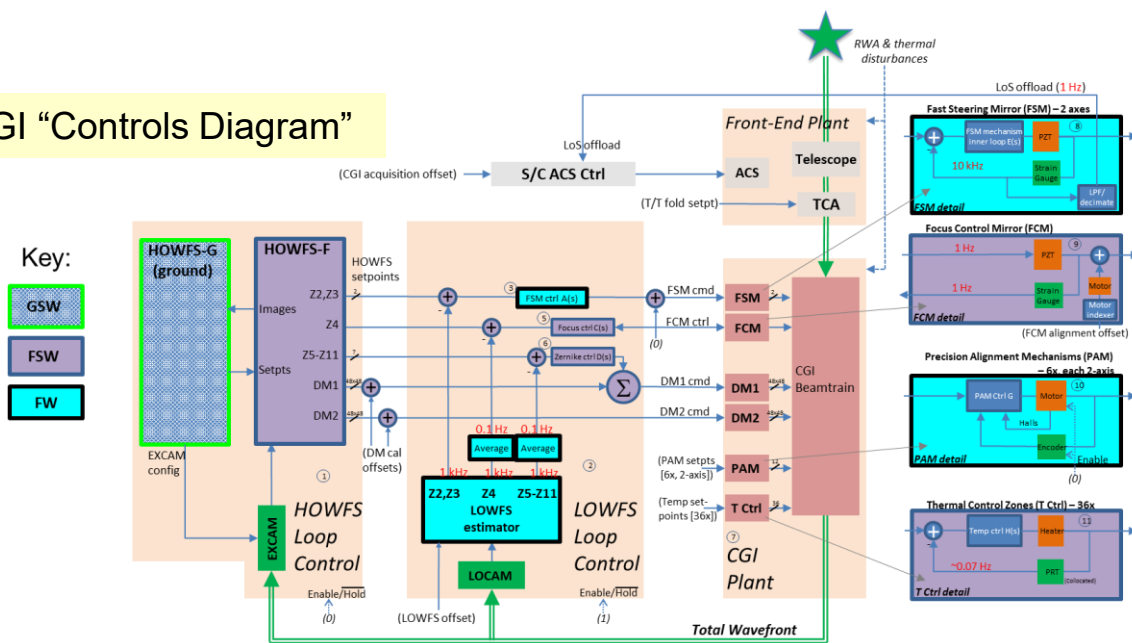 GI “Controls Diagram”
RWA & thermal
disturbances
LoS offload (1 Hz)
LoS offload
(CGI acquisition offset)
S/C ACS Ctrl
Front-End Plant
ACS
Telescope
(T/T fold setpt)
TCA
Fast Steering Mirror (FSM) – 2 axes
FSM mechanism
inner loop E(s)
PZT
8
10 kHz
Strain
Gauge
LPF/
decimate
FSM detail
Key:
GSW
FSW
FW
HOWFS-G
(ground)
HOWFS-F
HOWFS
setpoints
Images
Setpts
Z2,Z3
2
Z4
Z5-Z11
7
DM1
48x48
DM2
48x48
EXCAM
config
(DM cal
offsets)
1
EXCAM
HOWFS
Loop
Control
Enable/Hold
(0)
3
FSM ctrl A(s)
5
Focus ctrl C(s)
6
Zernike ctrl D(s)
Σ
0.1 Hz
0.1 Hz
Average
Average
1 kHz
1 kHz
1 kHz
2
Z2,Z3
Z4
Z5-Z11
LOWFS
estimator
LOCAM
LOWFS
Loop
Control
(LOWFS offset)
Enable/Hold
(1)
FSM cmd
(0)
FCM ctrl
DM1 cmd
DM2 cmd
(PAM setpts
[6x, 2-axis])
(Temp set-
points [36x])
FSM
2
FCM
DM1
48x48
DM2
48x48
PAM
12
T Ctrl
36
CGI
Beamtrain
7
CGI
Plant
Total Wavefront
Focus Control Mirror (FCM)
1 Hz
PZT
9
1 Hz
Strain
Gauge
Motor
Motor
indexer
FCM detail
(FCM alignment offset)
Precision Alignment Mechanisms (PAM)
– 6x, each 2-axis
PAM Ctrl G
Motor
10
Halls
Encoder
Enable
(0)
PAM detail
Thermal Control Zones (T Ctrl) – 36x
Temp ctrl H(s)
Heater
11
~0.07 Hz
PRT
(Collocated)
T Ctrl detail